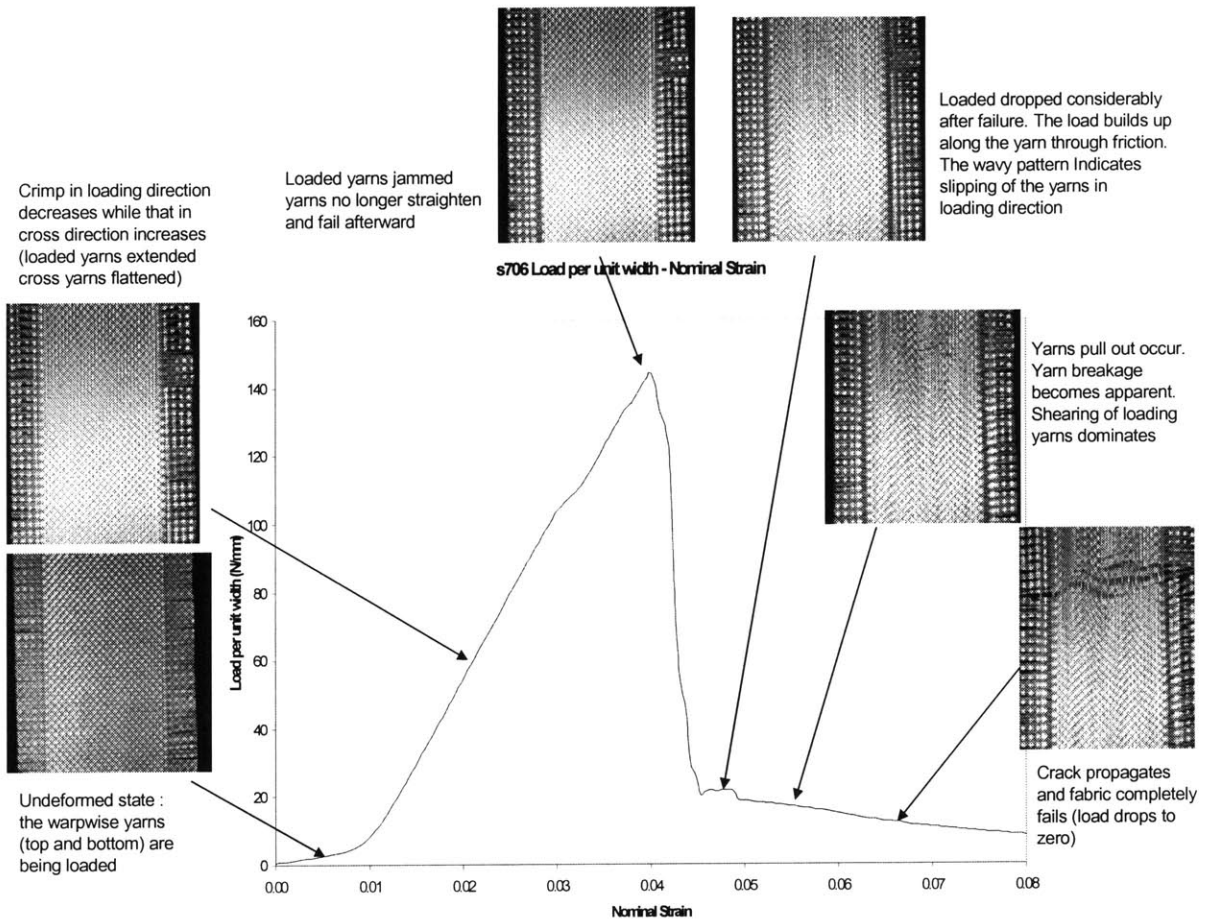 Loaded dropped considerably
after failure. The load builds up
along the yarn through friction.
The wavy pattern Indicates
slipping of the yarns in
loading direction
Loaded yarns jammed
yarns no longer straighten
and fail afterward
Crimp in loading direction
decreases while that in
cross direction increases
(loaded yarns extended
cross yarns flattened)
s706 Load per unit width - Nominal Strain
Yarns pull out occur.
Yarn breakage
becomes apparent.
Shearing of loading
yarns dominates
Load per unit width (N/mm)
160
140
120
100
80
60
40
20
0
0.00 0.01 0.02 0.03 0.04 0.05 0.06 0.07 0.08
Nominal Strain
Undeformed state :
the warpwise yarns
(top and bottom) are
being loaded
Crack propagates
and fabric completely
fails (load drops to
zero)